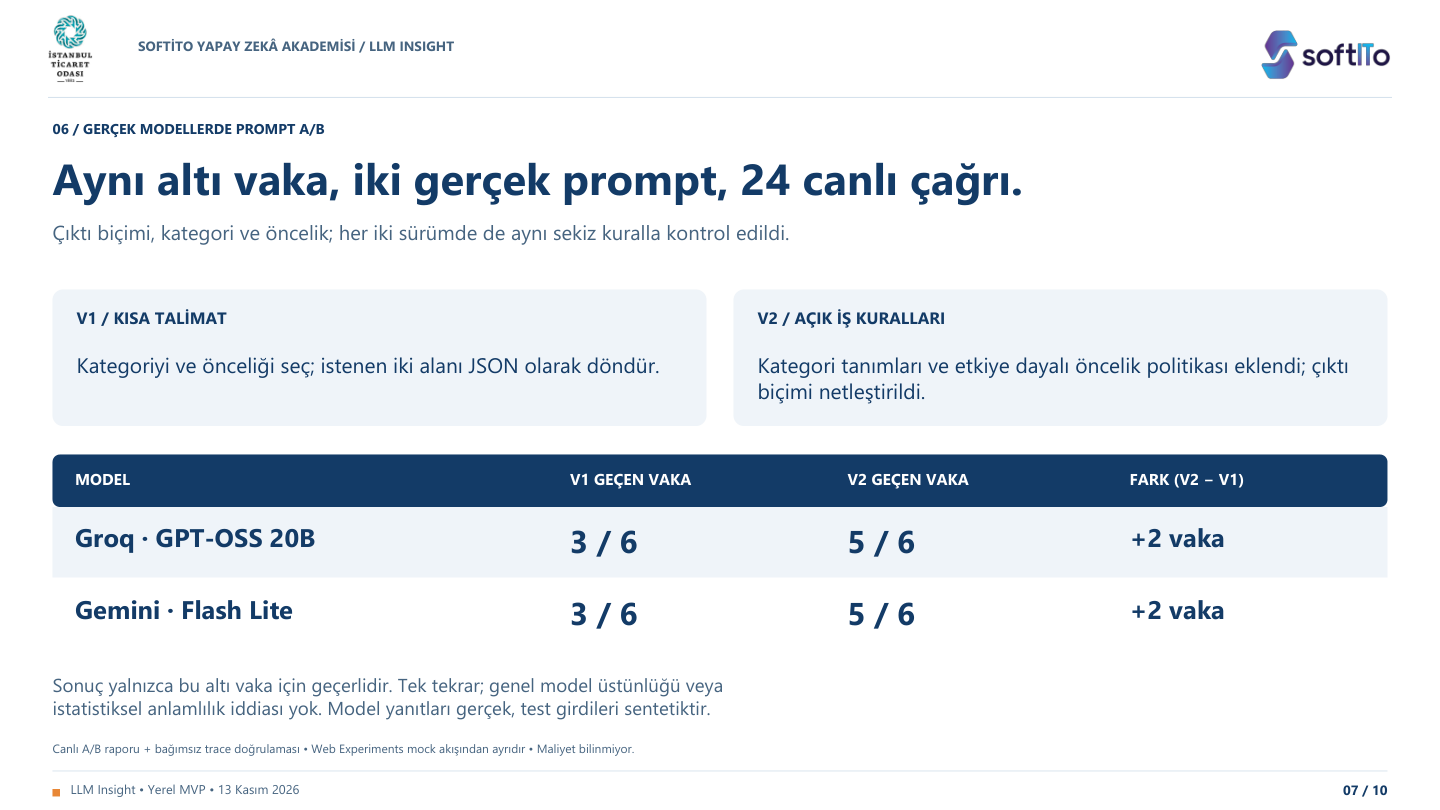 İSTANBUL
TİCARET
ODASI
SOFTİTO YAPAY ZEKÂ AKADEMİSİ / LLM INSIGHT
softITo
06 / GERÇEK MODELLERDE PROMPT A/B
Aynı altı vaka, iki gerçek prompt, 24 canlı çağrı.
Çıktı biçimi, kategori ve öncelik; her iki sürümde de aynı sekiz kuralla kontrol edildi.
V1 / KISA TALİMAT
Kategoriyi ve önceliği seç; istenen iki alanı JSON olarak döndür.
V2 / AÇIK İŞ KURALLARI
Kategori tanımları ve etkiye dayalı öncelik politikası eklendi; çıktı
biçimi netleştirildi.
MODEL V1 GEÇEN VAKA V2 GEÇEN VAKA FARK (V2 − V1)
Groq · GPT-OSS 20B 3 / 6 5 / 6 +2 vaka
Gemini · Flash Lite 3 / 6 5 / 6 +2 vaka
Sonuç yalnızca bu altı vaka için geçerlidir. Tek tekrar; genel model üstünlüğü veya
istatistiksel anlamlılık iddiası yok. Model yanıtları gerçek, test girdileri sentetiktir.
Canlı A/B raporu + bağımsız trace doğrulaması • Web Experiments mock akışından ayrıdır • Maliyet bilinmiyor.
LLM Insight • Yerel MVP • 13 Kasım 2026
07 / 10